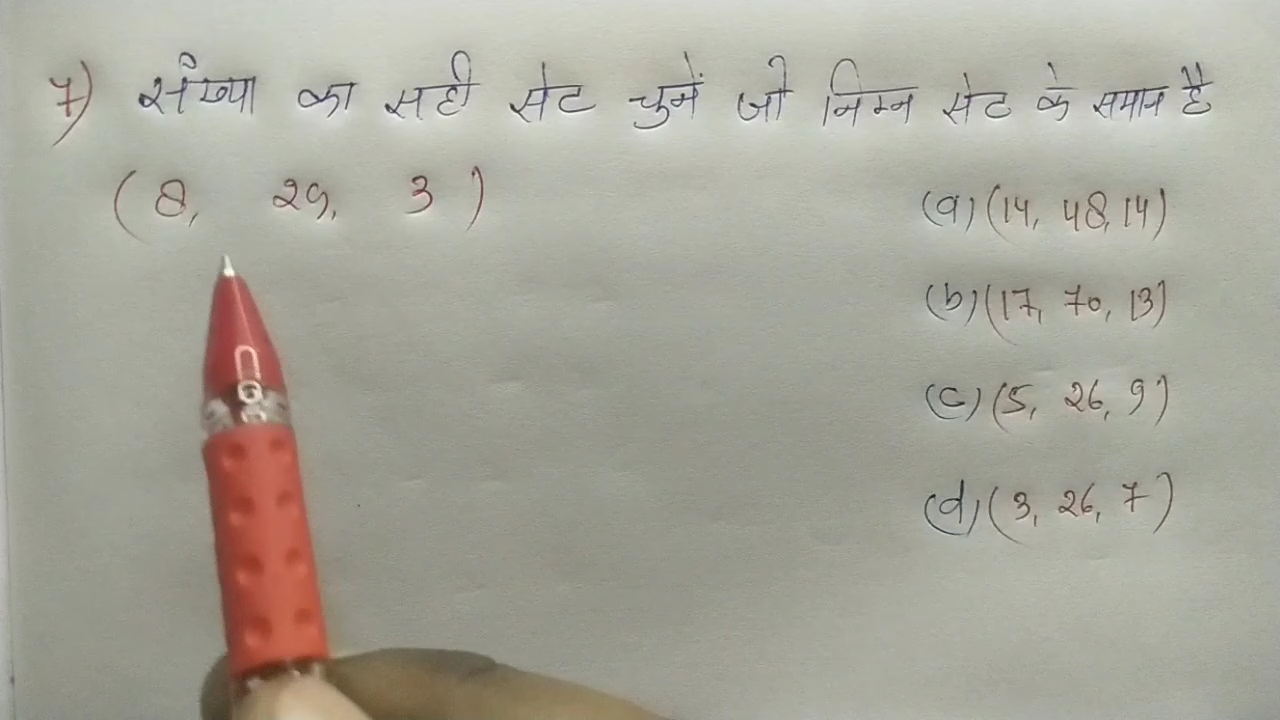 7) संख्या का सही सेट चुनें जो निम्न सेट के समान है
( 8, 29, 3 )
(a) (14, 48, 14)
(b) (17, 70, 13)
(c) (5, 26, 9)
(d) (3, 26, 7)